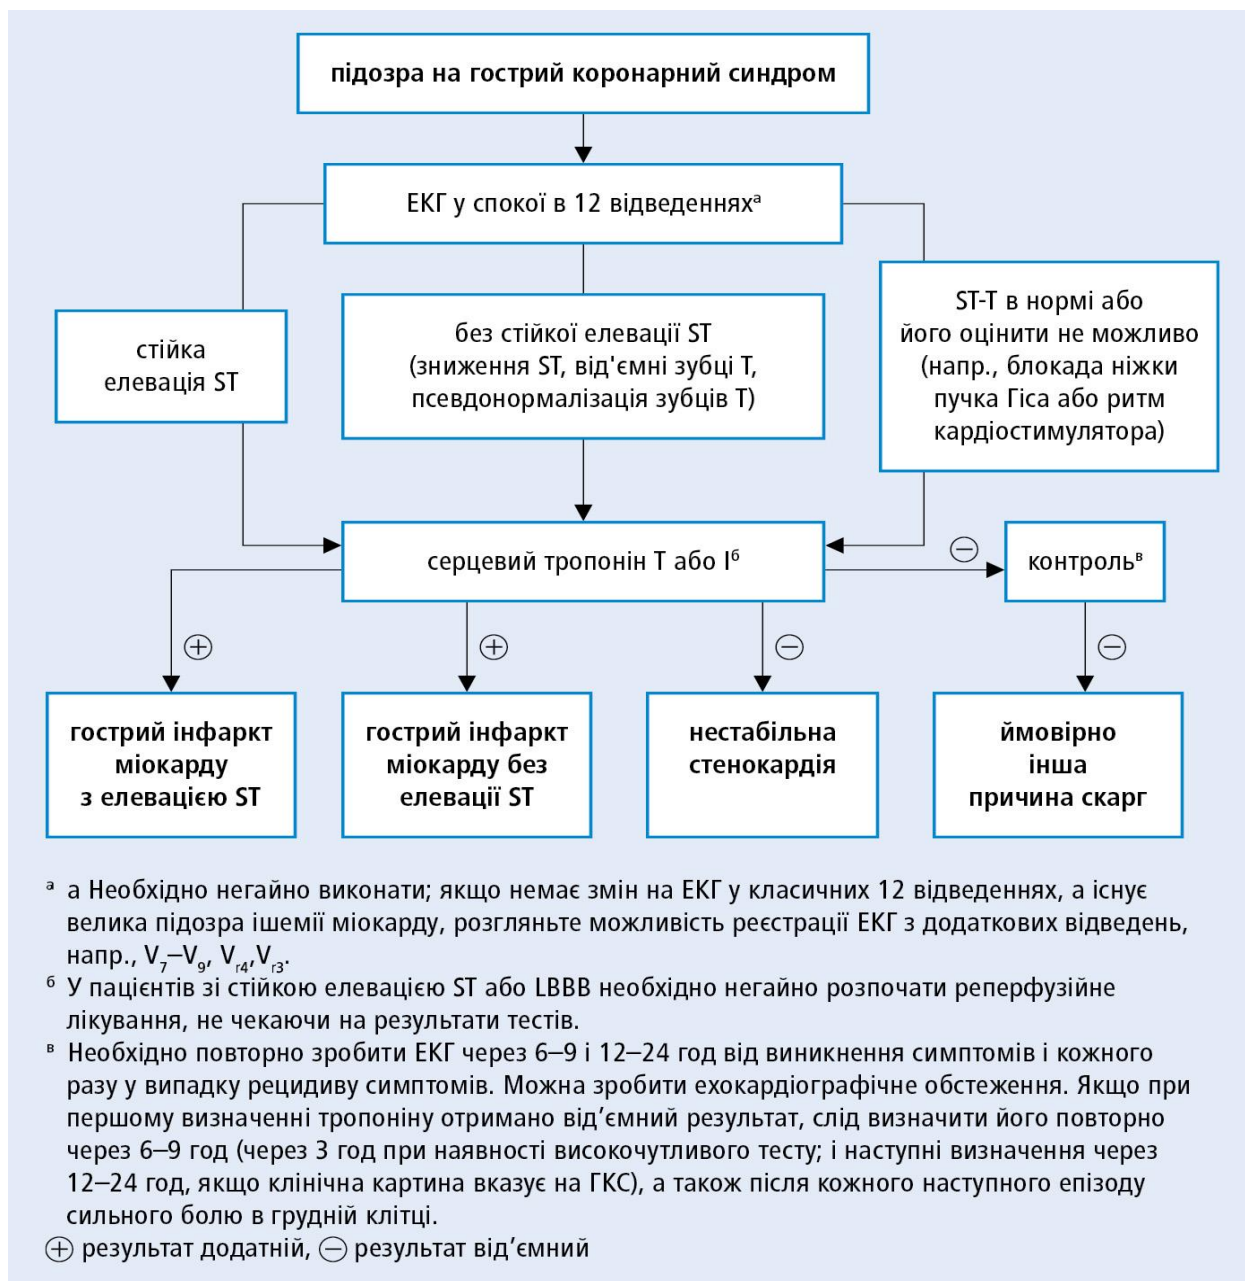 підозра на гострий коронарний синдром
ЕКГ у спокої в 12 відведенняхᵃ
стійка
елевація ST
без стійкої елевації ST
(зниження ST, від'ємні зубці Т,
псевдонормалізація зубців Т)
ST-T в нормі або
його оцінити не можливо
(напр., блокада ніжки
пучка Гіса або ритм
кардіостимулятора)
серцевий тропонін Т або Іᵇ
контрольᵛ
гострий інфаркт
міокарду
з елевацією ST
гострий інфаркт
міокарду без
елевації ST
нестабільна
стенокардія
ймовірно
інша
причина скарг
ᵃ а Необхідно негайно виконати; якщо немає змін на ЕКГ у класичних 12 відведеннях, а існує
велика підозра ішемії міокарду, розгляньте можливість реєстрації ЕКГ з додаткових відведень,
напр., V₇–V₉, Vr4,Vr3.
б У пацієнтів зі стійкою елевацією ST або LBBB необхідно негайно розпочати реперфузійне
лікування, не чекаючи на результати тестів.
в Необхідно повторно зробити ЕКГ через 6–9 і 12–24 год від виникнення симптомів і кожного
разу у випадку рецидиву симптомів. Можна зробити ехокардіографічне обстеження. Якщо при
першому визначенні тропоніну отримано від’ємний результат, слід визначити його повторно
через 6–9 год (через 3 год при наявності високочутливого тесту; і наступні визначення через
12–24 год, якщо клінічна картина вказує на ГКС), а також після кожного наступного епізоду
сильного болю в грудній клітці.
⊕ результат додатній, ⊖ результат від’ємний